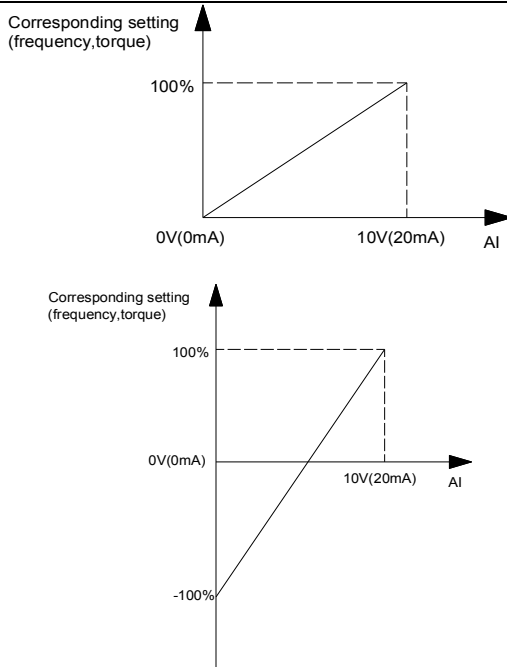 Corresponding setting
(frequency,torque)
100%
0V(0mA)
10V(20mA)
AI
Corresponding setting
(frequency,torque)
100%
0V(0mA)
10V(20mA)
AI
-100%